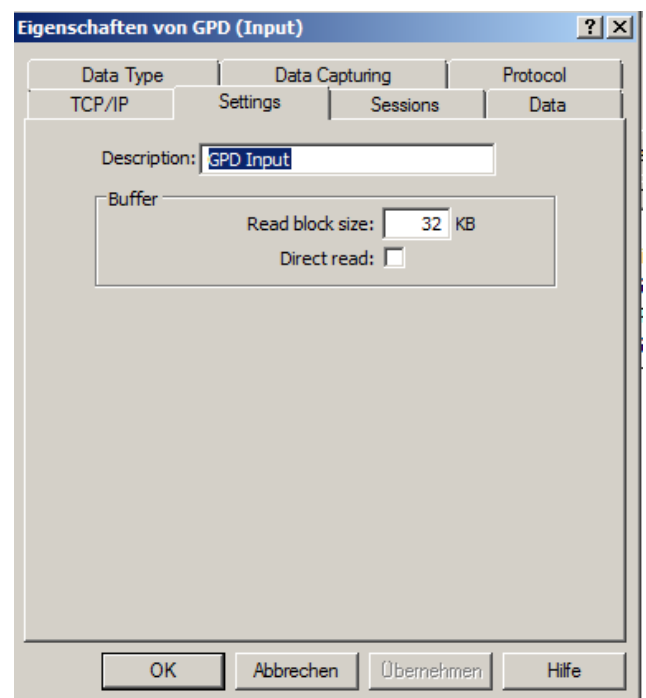 Eigenschaften von GPD (Input)
? X
Data Type Data Capturing Protocol
TCP/IP Settings Sessions Data
Description: GPD Input
Buffer
Read block size: 32 KB
Direct read:
OK Abbrechen Übernehmen Hilfe